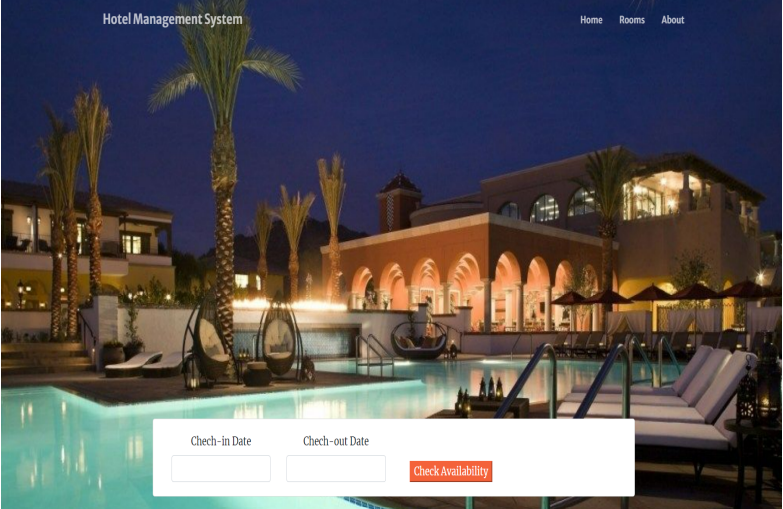 Hotel Management System
Home Rooms About
Chech-in Date Chech-out Date
Check Availability